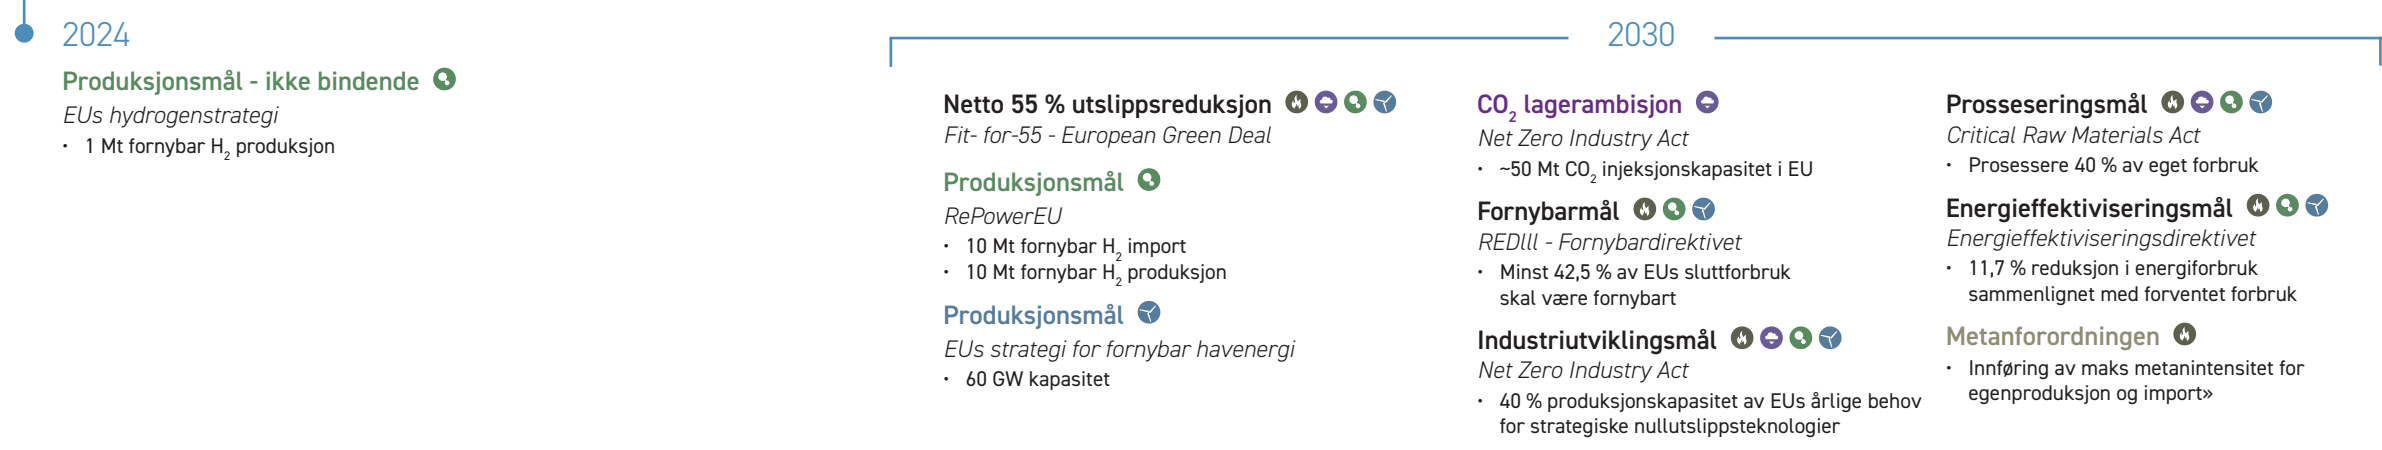 2024
Produksjonsmål - ikke bindende
EUs hydrogenstrategi
• 1 Mt fornybar H2 produksjon
2030
Netto 55 % utslippsreduksjon
Fit- for-55 - European Green Deal
Produksjonsmål
RePowerEU
• 10 Mt fornybar H2 import
• 10 Mt fornybar H2 produksjon
Produksjonsmål
EUs strategi for fornybar havenergi
• 60 GW kapasitet
CO2 lagerambisjon
Net Zero Industry Act
• ~50 Mt CO2 injeksjonskapasitet i EU
Fornybarmål
REDlll - Fornybardirektivet
• Minst 42,5 % av EUs sluttforbruk
skal være fornybart
Industriutviklingsmål
Net Zero Industry Act
• 40 % produksjonskapasitet av EUs årlige behov
for strategiske nullutslippsteknologier
Prosseseringsmål
Critical Raw Materials Act
• Prosessere 40 % av eget forbruk
Energieffektiviseringsmål
Energieffektiviseringsdirektivet
• 11,7 % reduksjon i energiforbruk
sammenlignet med forventet forbruk
Metanforordningen
• Innføring av maks metanintensitet for
egenproduksjon og import»